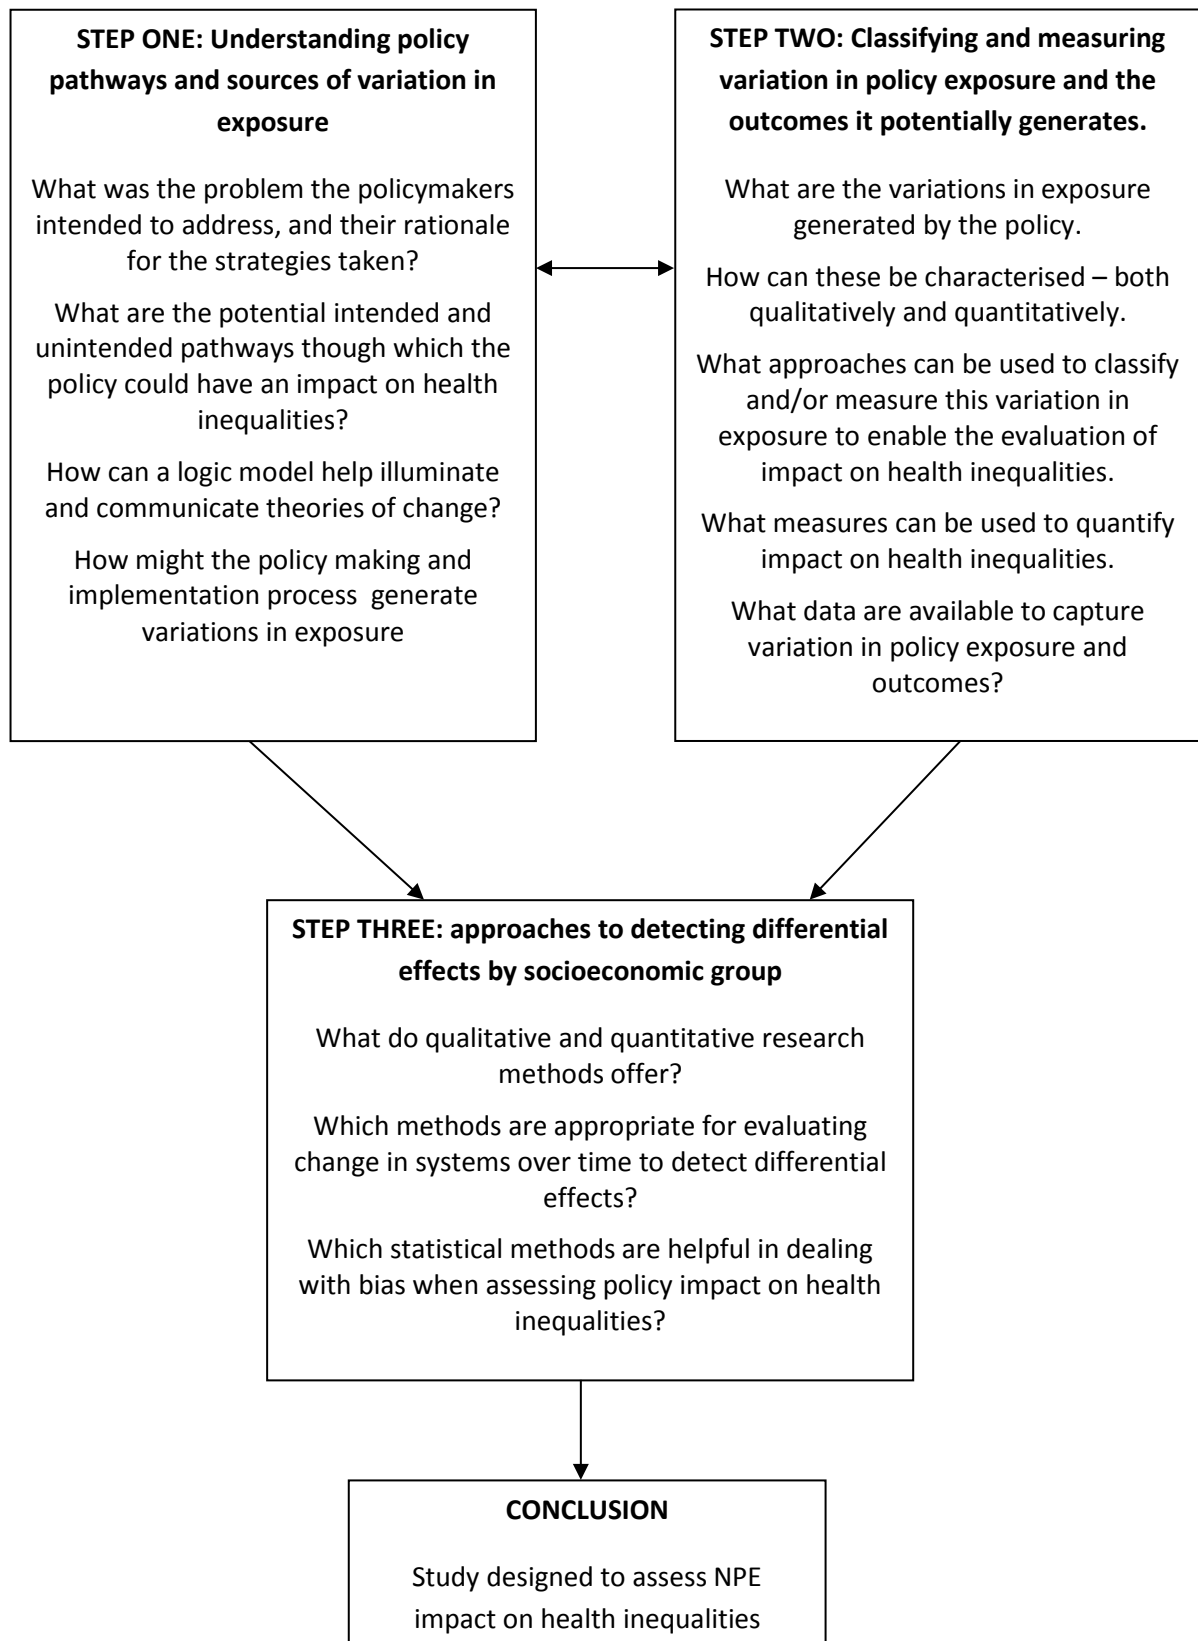 STEP ONE: Understanding policy
pathways and sources of variation in
exposure
What was the problem the policymakers
intended to address, and their rationale
for the strategies taken?
What are the potential intended and
unintended pathways though which the
policy could have an impact on health
inequalities?
How can a logic model help illuminate
and communicate theories of change?
How might the policy making and
implementation process generate
variations in exposure
STEP TWO: Classifying and measuring
variation in policy exposure and the
outcomes it potentially generates.
What are the variations in exposure
generated by the policy.
How can these be characterised – both
qualitatively and quantitatively.
What approaches can be used to classify
and/or measure this variation in
exposure to enable the evaluation of
impact on health inequalities.
What measures can be used to quantify
impact on health inequalities.
What data are available to capture
variation in policy exposure and
outcomes?
STEP THREE: approaches to detecting differential
effects by socioeconomic group
What do qualitative and quantitative research
methods offer?
Which methods are appropriate for evaluating
change in systems over time to detect differential
effects?
Which statistical methods are helpful in dealing
with bias when assessing policy impact on health
inequalities?
CONCLUSION
Study designed to assess NPE
impact on health inequalities